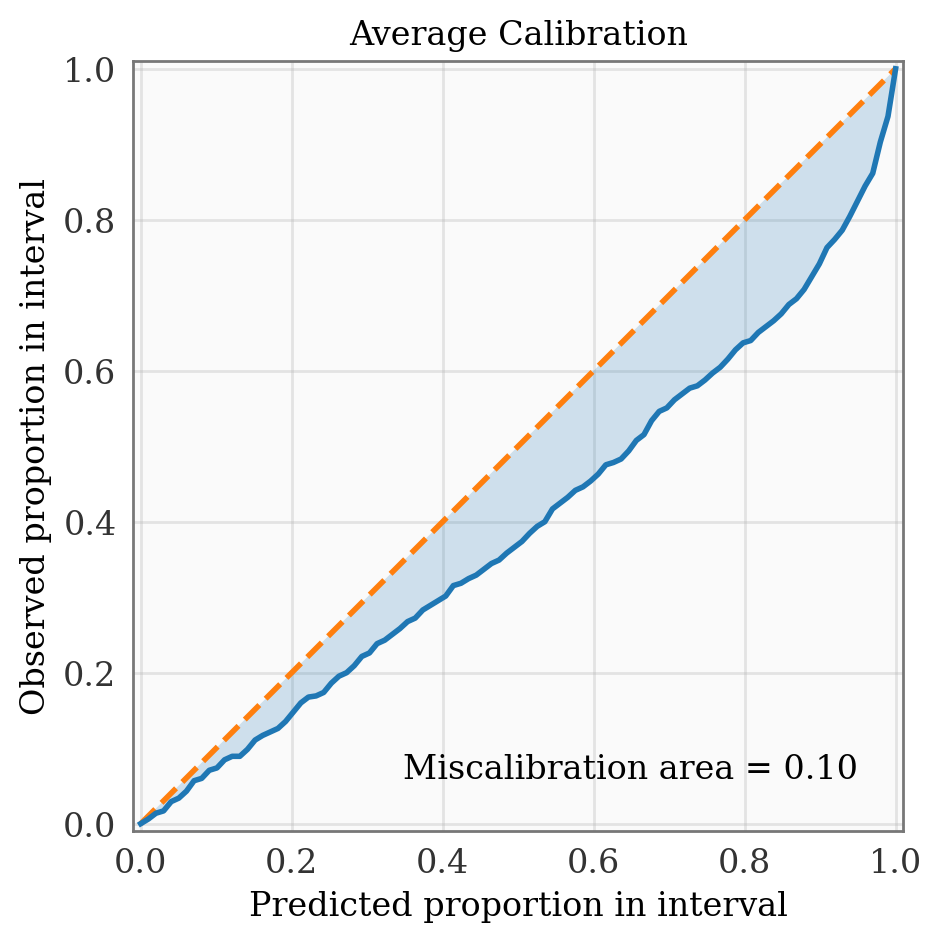 Average Calibration
1.0
0.8
0.6
0.4
0.2
0.0
Observed proportion in interval
Miscalibration area = 0.10
0.0 0.2 0.4 0.6 0.8 1.0
Predicted proportion in interval